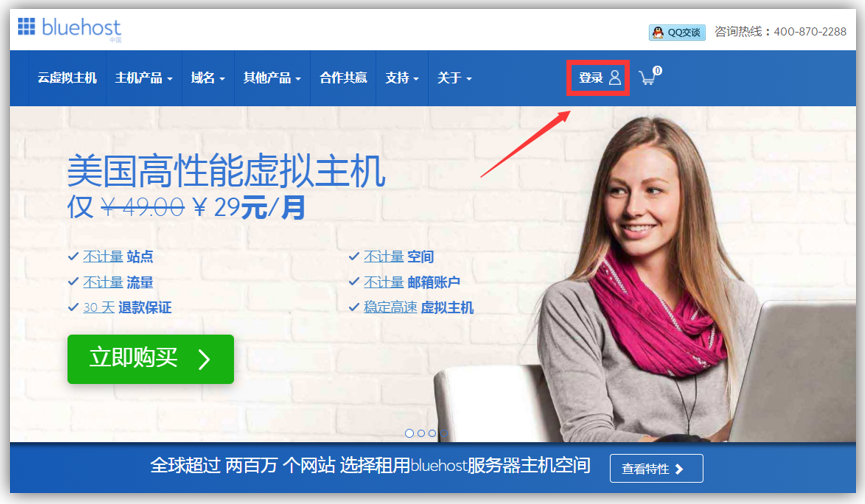 bluehost
中国
QQ交谈
咨询热线：400-870-2288
云虚拟主机 主机产品 域名 其他产品 合作共赢 支持 关于 登录 0
美国高性能虚拟主机
仅 ¥ 49.00 ¥ 29元/月
不计量 站点 不计量 空间
不计量 流量 不计量 邮箱账户
30 天 退款保证 稳定高速 虚拟主机
立即购买
全球超过 两百万 个网站 选择租用bluehost服务器主机空间 查看特性